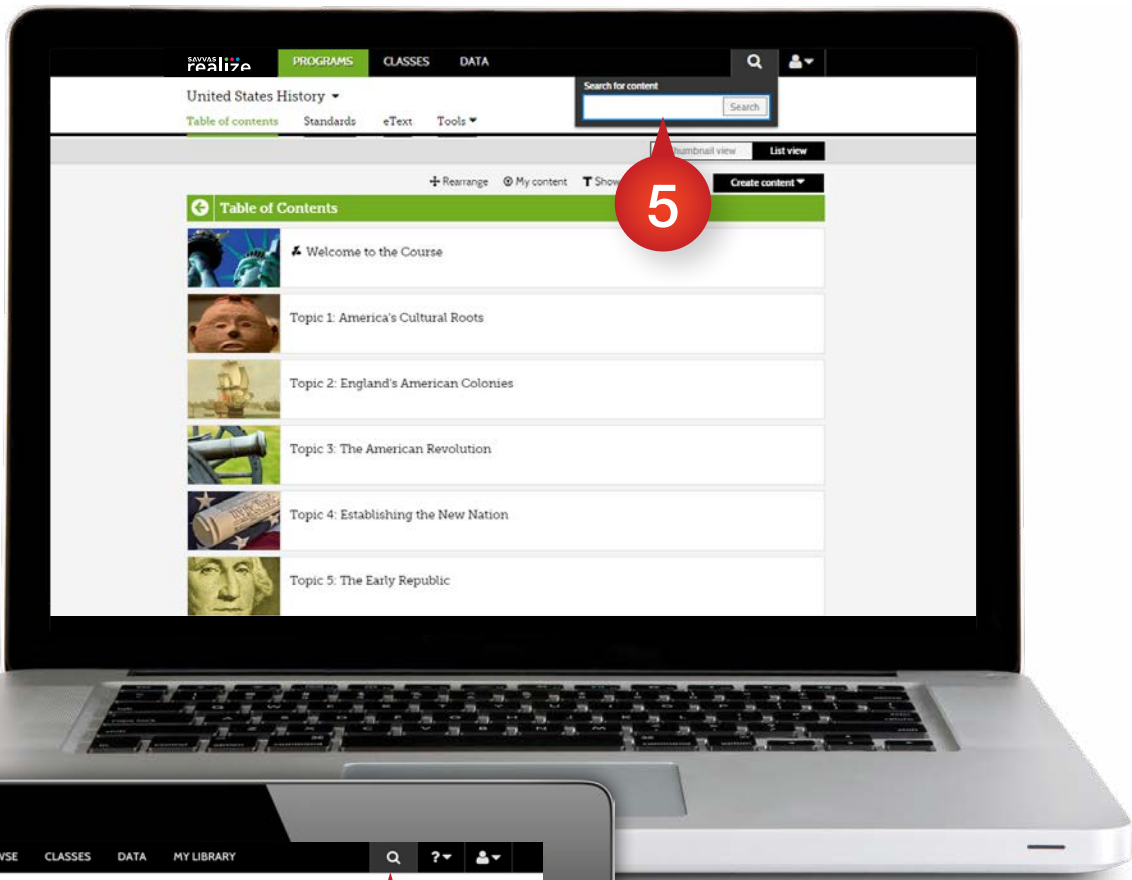 SAVVAS realize PROGRAMS CLASSES DATA
Search for content
Search
United States History
Table of contents Standards eText Tools
Thumbnail view List view
Rearrange My content Show Create content
5
Table of Contents
Welcome to the Course
Topic 1: America's Cultural Roots
Topic 2: England's American Colonies
Topic 3: The American Revolution
Topic 4: Establishing the New Nation
Topic 5: The Early Republic
WSE CLASSES DATA MY LIBRARY ?